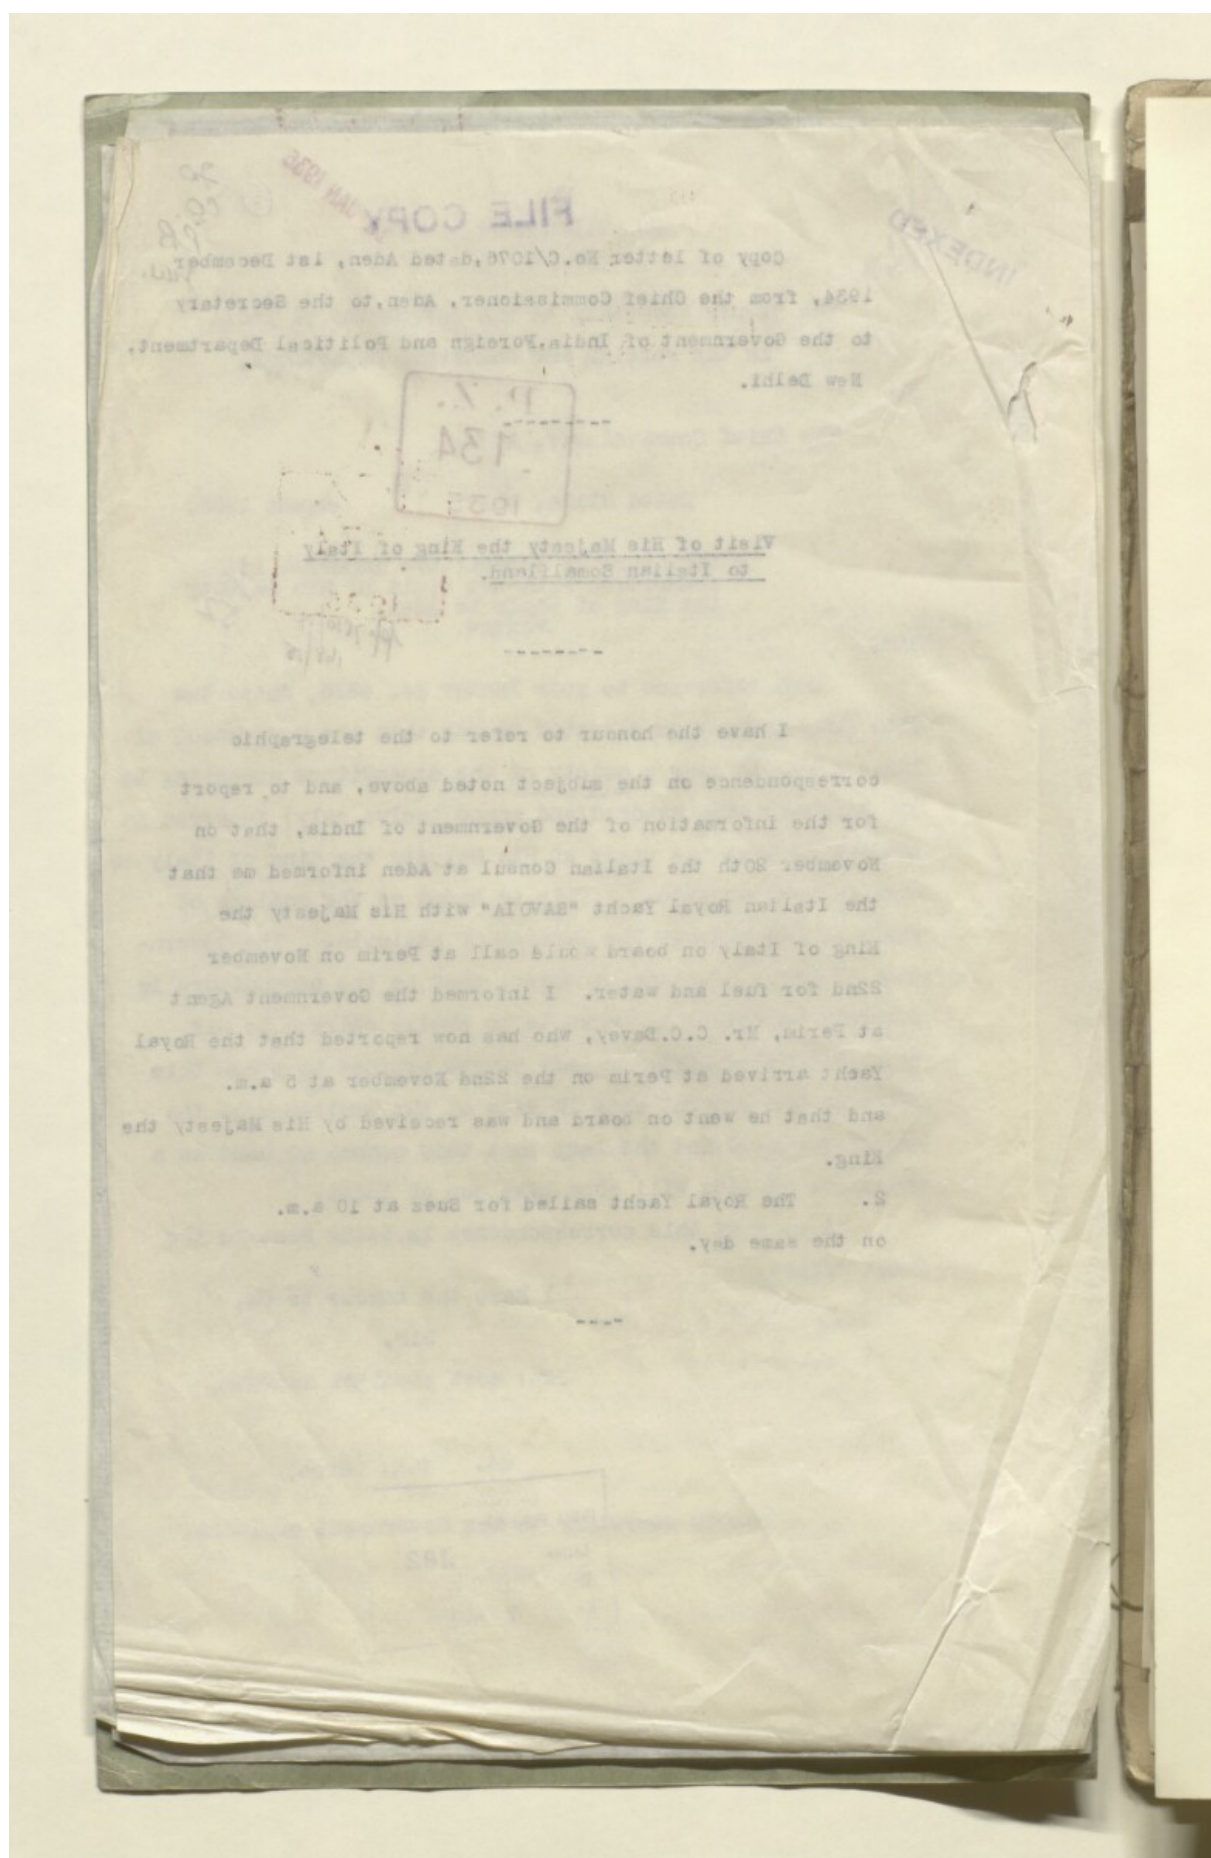 INDEXED
FILE COPY
JAN 1935
Copy of letter No.C/1076,dated Aden, 1st December
1934, from the Chief Commissioner, Aden,to the Secretary
to the Government of India,Foreign and Political Department,
New Delhi.
P.Z.
134
1935
Visit of His Majesty the King of Italy
to Italian Somaliland.
1935
I have the honour to refer to the telegraphic
correspondence on the subject noted above, and to report
for the information of the Government of India, that on
November 20th the Italian Consul at Aden informed me that
the Italian Royal Yacht "SAVOIA" with His Majesty the
King of Italy on board would call at Perim on November
22nd for fuel and water. I informed the Government Agent
at Perim, Mr. C.C.Davey, who has now reported that the Royal
Yacht arrived at Perim on the 22nd November at 5 a.m.
and that he went on board and was received by His Majesty the
King.
2. The Royal Yacht sailed for Suez at 10 a.m.
on the same day.